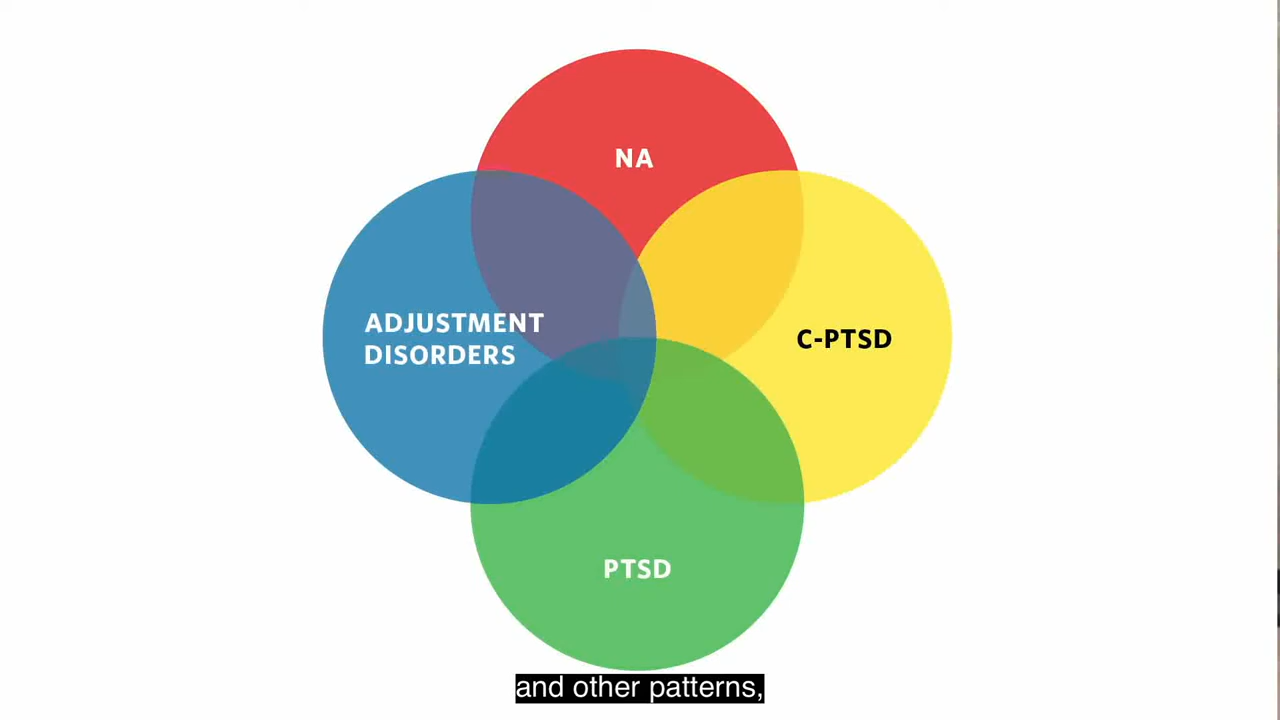 NA
ADJUSTMENT
DISORDERS
C-PTSD
PTSD
and other patterns,